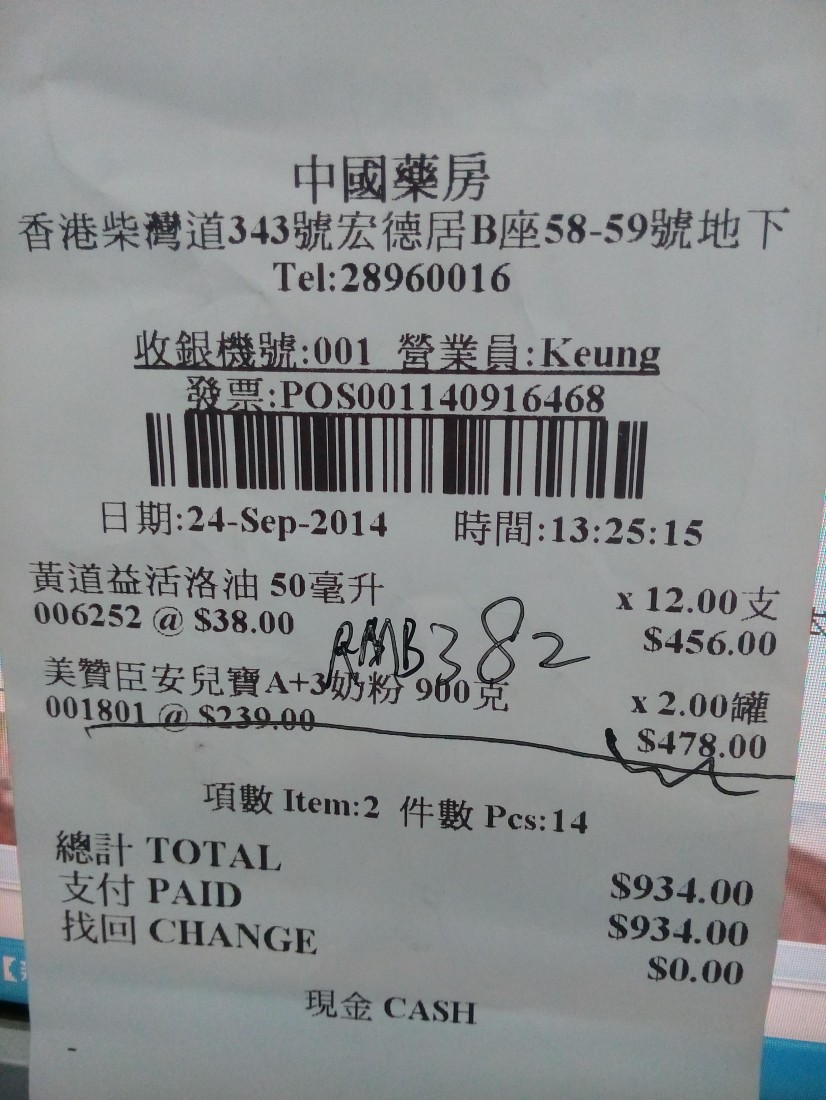 中國藥房
香港柴灣道343號宏德居B座58-59號地下
Tel:28960016
收銀機號:001 營業員:Keung
發票:POS001140916468
日期:24-Sep-2014 時間:13:25:15
黃道益活洛油 50毫升 x 12.00支
006252 @ $38.00 $456.00
RMB382
美贊臣安兒寶A+3奶粉 900克 x 2.00罐
001801 @ $239.00 $478.00
項數 Item:2 件數 Pcs:14
總計 TOTAL $934.00
支付 PAID $934.00
找回 CHANGE $0.00
現金 CASH
-